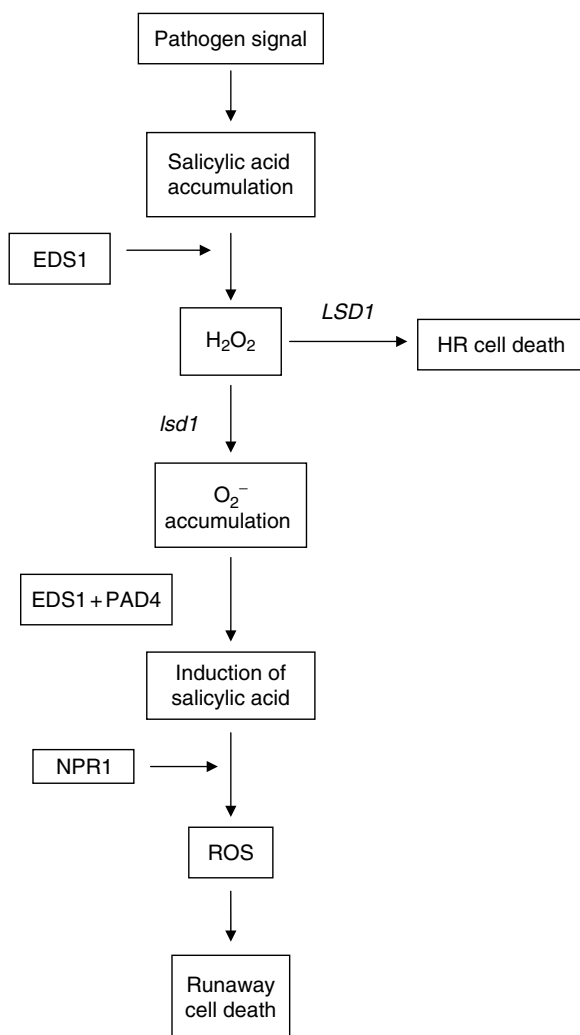 Pathogen signal
Salicylic acid
accumulation
EDS1
LSD1
H₂O₂
HR cell death
lsd1
O₂⁻
accumulation
EDS1 + PAD4
Induction of
salicylic acid
NPR1
ROS
Runaway
cell death